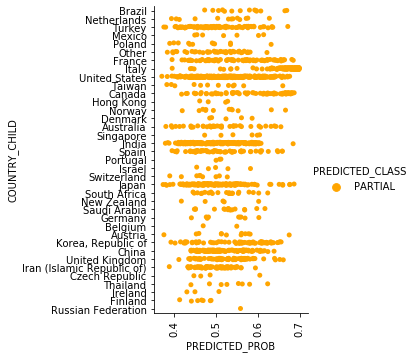 Brazil
Netherlands
Turkey
Mexico
Poland
Other
France
Italy
United States
Taiwan
Canada
Hong Kong
Norway
Denmark
Australia
Singapore
India
Spain
Portugal
Israel
Switzerland
Japan
South Africa
New Zealand
Saudi Arabia
Germany
Belgium
Austria
Korea, Republic of
China
United Kingdom
Iran (Islamic Republic of)
Czech Republic
Thailand
Ireland
Finland
Russian Federation
COUNTRY_CHILD
0.4 0.5 0.6 0.7
PREDICTED_PROB
PREDICTED_CLASS
PARTIAL